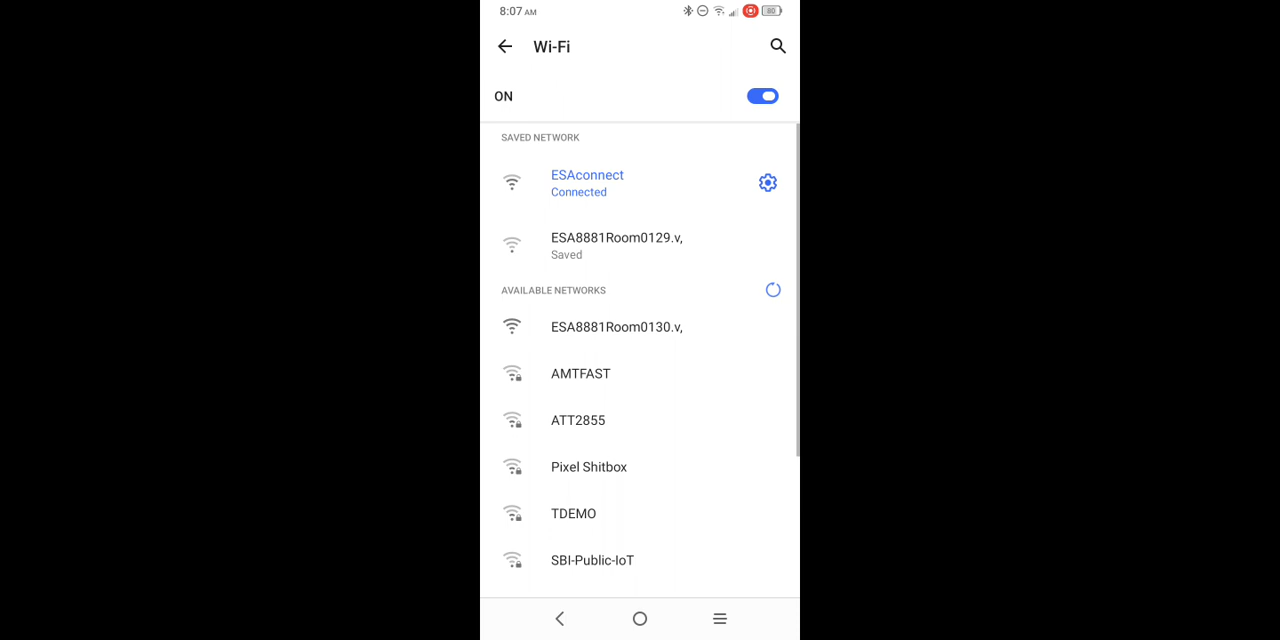 8:07 AM
80
Wi-Fi
ON
SAVED NETWORK
ESAconnect
Connected
ESA8881Room0129.v,
Saved
AVAILABLE NETWORKS
ESA8881Room0130.v,
AMTFAST
ATT2855
Pixel Shitbox
TDEMO
SBI-Public-IoT